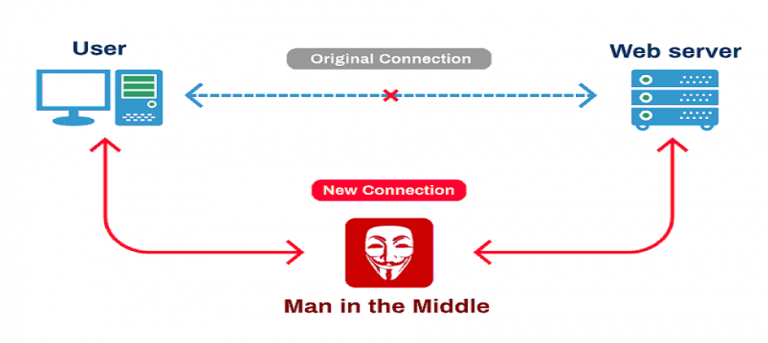 User
Original Connection
Web server
New Connection
Man in the Middle